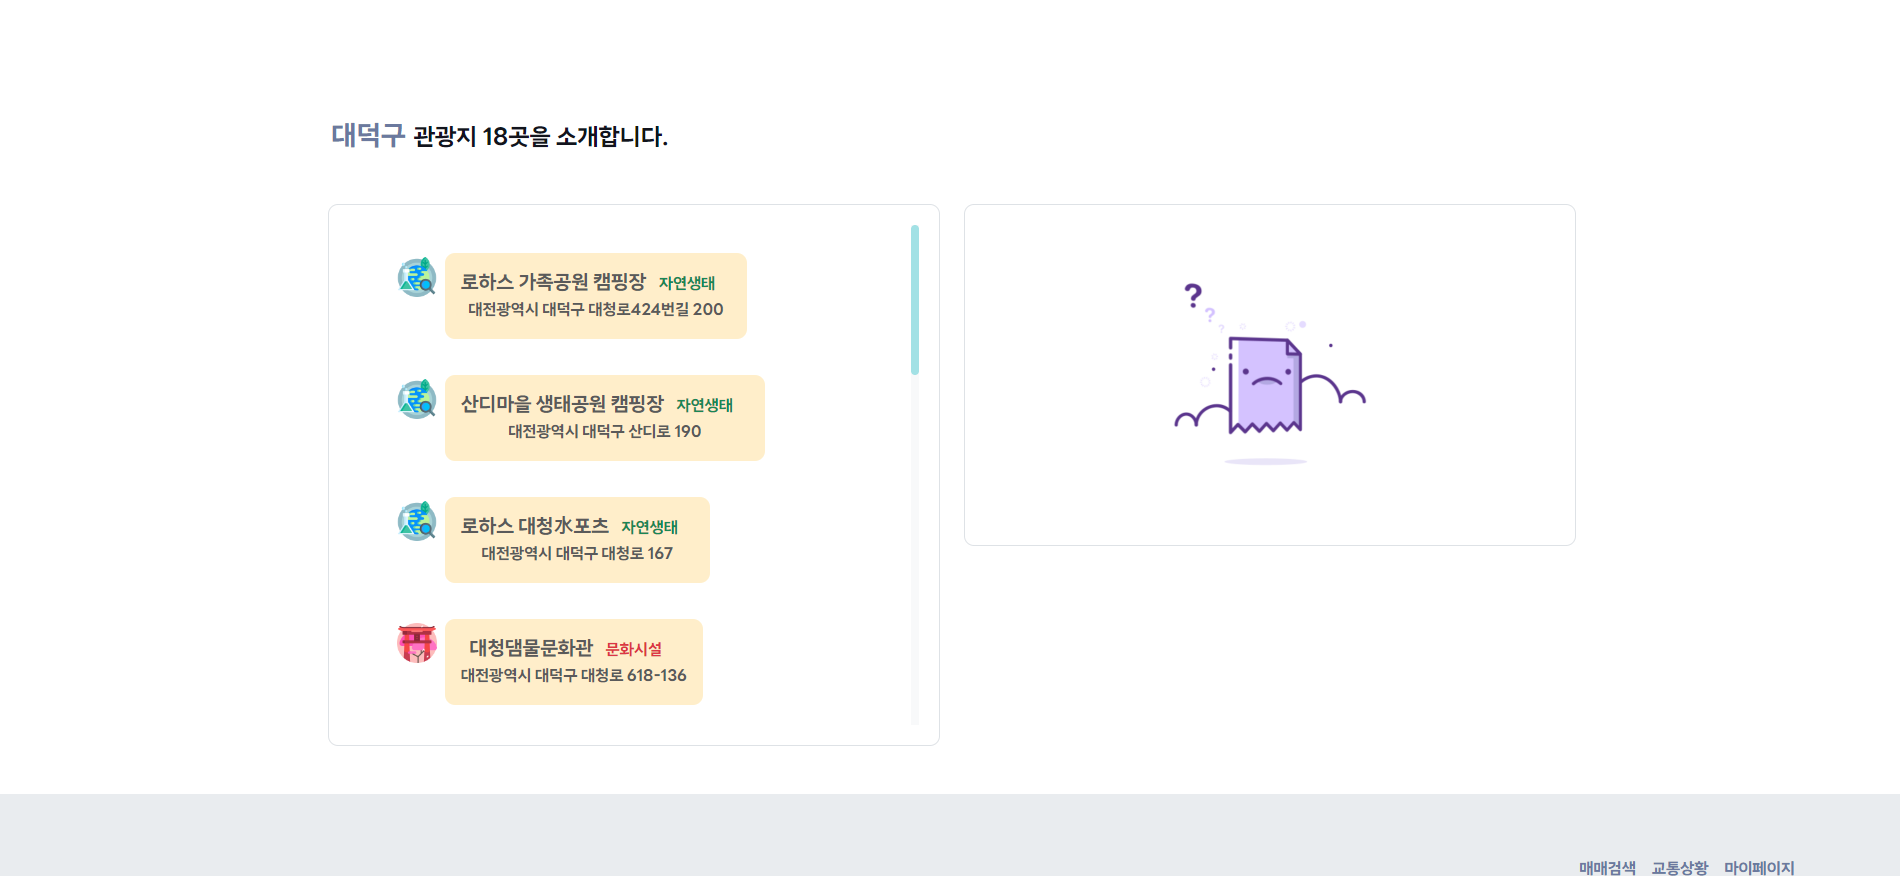 대덕구 관광지 18곳을 소개합니다.
로하스 가족공원 캠핑장 자연생태
대전광역시 대덕구 대청로424번길 200
산디마을 생태공원 캠핑장 자연생태
대전광역시 대덕구 산디로 190
로하스 대청水포츠 자연생태
대전광역시 대덕구 대청로 167
대청댐물문화관 문화시설
대전광역시 대덕구 대청로 618-136
? ? ?
매매검색 교통상황 마이페이지